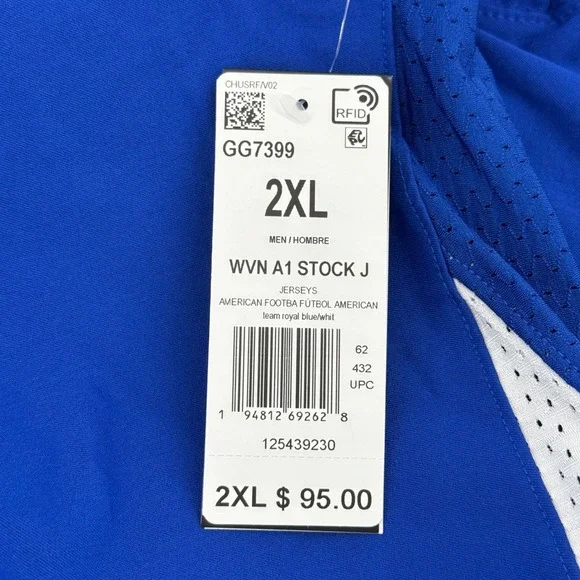 CHUSRF/V02
RFID
GG7399
2XL
MEN / HOMBRE
WVN A1 STOCK J
JERSEYS
AMERICAN FOOTBA FÚTBOL AMERICAN
team royal blue/whit
62
432
UPC
1 94812 69262 8
125439230
2XL $ 95.00